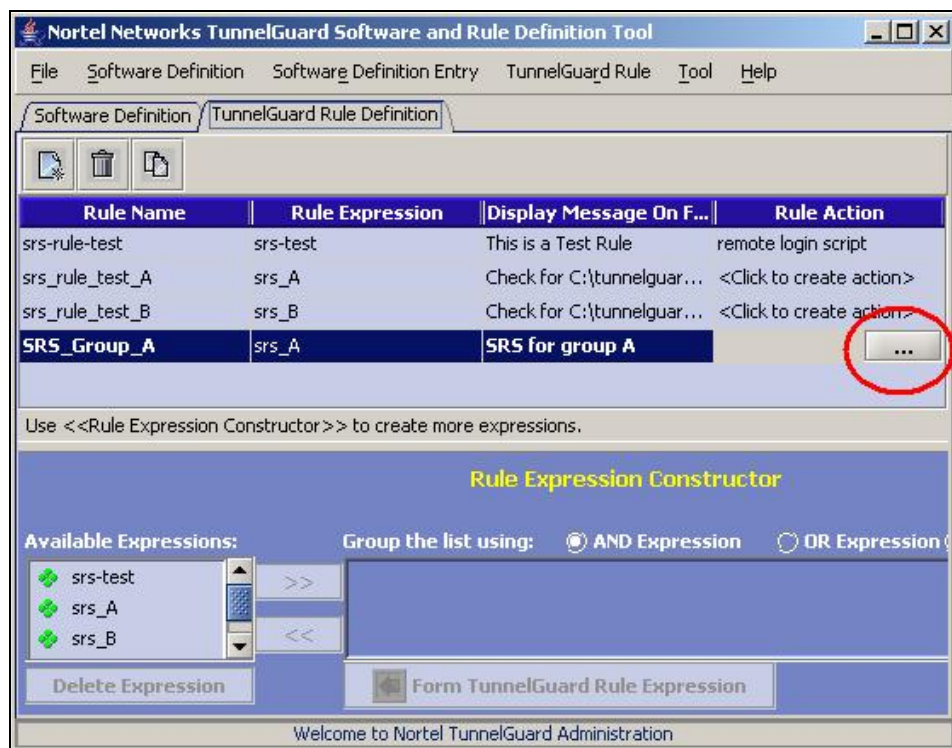 Nortel Networks TunnelGuard Software and Rule Definition Tool
File Software Definition Software Definition Entry TunnelGuard Rule Tool Help
Software Definition TunnelGuard Rule Definition
Rule Name Rule Expression Display Message On F... Rule Action
srs-rule-test srs-test This is a Test Rule remote login script
srs_rule_test_A srs_A Check for C:\tunnelguar... <Click to create action>
srs_rule_test_B srs_B Check for C:\tunnelguar... <Click to create action>
SRS_Group_A srs_A SRS for group A ...
Use <<Rule Expression Constructor>> to create more expressions.
Rule Expression Constructor
Available Expressions: Group the list using: AND Expression OR Expression
srs-test
srs_A
srs_B
>>
<<
Delete Expression Form TunnelGuard Rule Expression
Welcome to Nortel TunnelGuard Administration